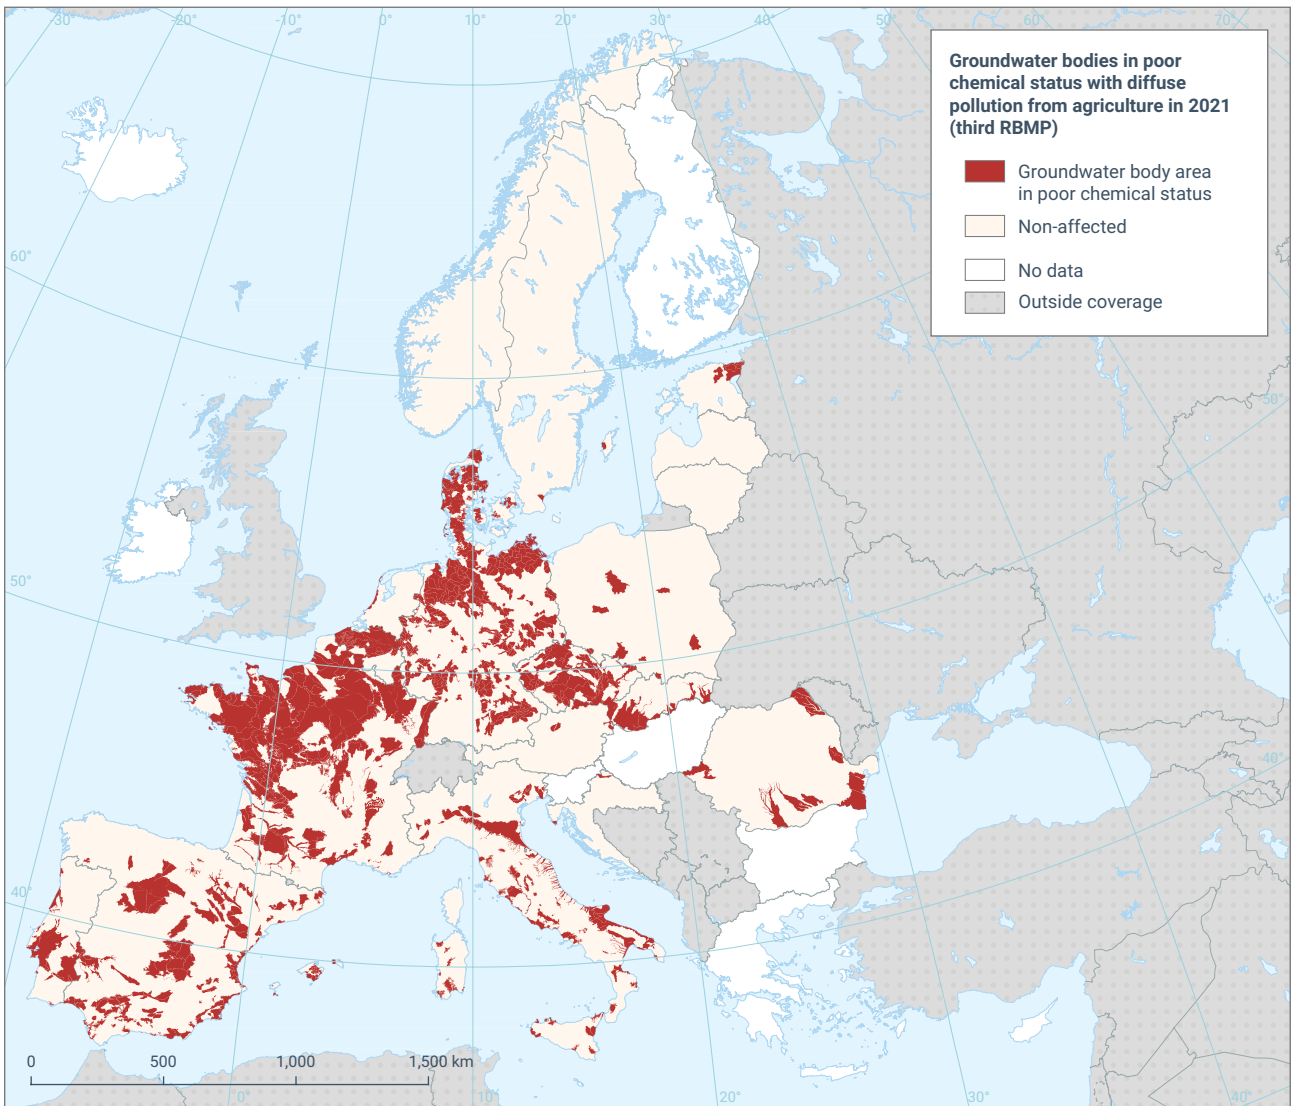 -30°
-20°
-10°
0°
10°
20°
30°
40°
50°
60°
70°
Groundwater bodies in poor
chemical status with diffuse
pollution from agriculture in 2021
(third RBMP)
Groundwater body area
in poor chemical status
Non-affected
No data
Outside coverage
60°
50°
50°
40°
40°
0
500
1,000
1,500 km
0°
10°
20°
30°
40°